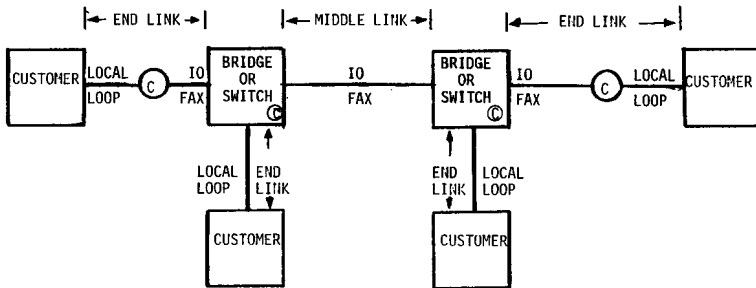 END LINK
MIDDLE LINK
END LINK
CUSTOMER
LOCAL
LOOP
C
IO
FAX
BRIDGE
OR
SWITCH
C
IO
FAX
BRIDGE
OR
SWITCH
C
IO
FAX
C
LOCAL
LOOP
CUSTOMER
LOCAL
LOOP
END
LINK
END
LINK
LOCAL
LOOP
CUSTOMER
CUSTOMER